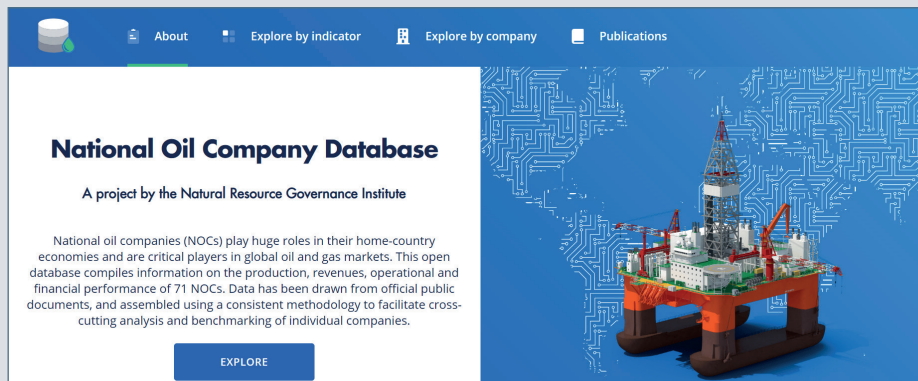 About
Explore by indicator
Explore by company
Publications
National Oil Company Database
A project by the Natural Resource Governance Institute
National oil companies (NOCs) play huge roles in their home-country
economies and are critical players in global oil and gas markets. This open
database compiles information on the production, revenues, operational and
financial performance of 71 NOCs. Data has been drawn from official public
documents, and assembled using a consistent methodology to facilitate cross-
cutting analysis and benchmarking of individual companies.
EXPLORE